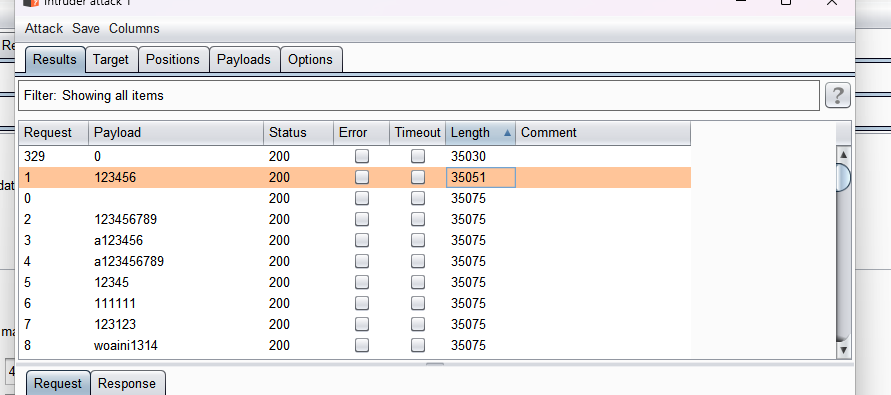 Intruder attack 1
Attack Save Columns
Re
Results Target Positions Payloads Options
Filter: Showing all items
?
Request Payload Status Error Timeout Length Comment
329 0 200 35030
1 123456 200 35051
dat
0 200 35075
2 123456789 200 35075
3 a123456 200 35075
4 a123456789 200 35075
5 12345 200 35075
6 111111 200 35075
7 123123 200 35075
ma
8 woaini1314 200 35075
4
Request Response